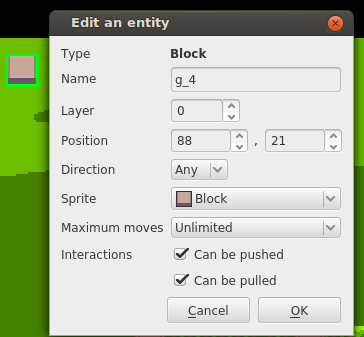 Edit an entity
Type Block
Name g_4
Layer 0
Position 88 , 21
Direction Any
Sprite Block
Maximum moves Unlimited
Interactions Can be pushed
Can be pulled
Cancel OK